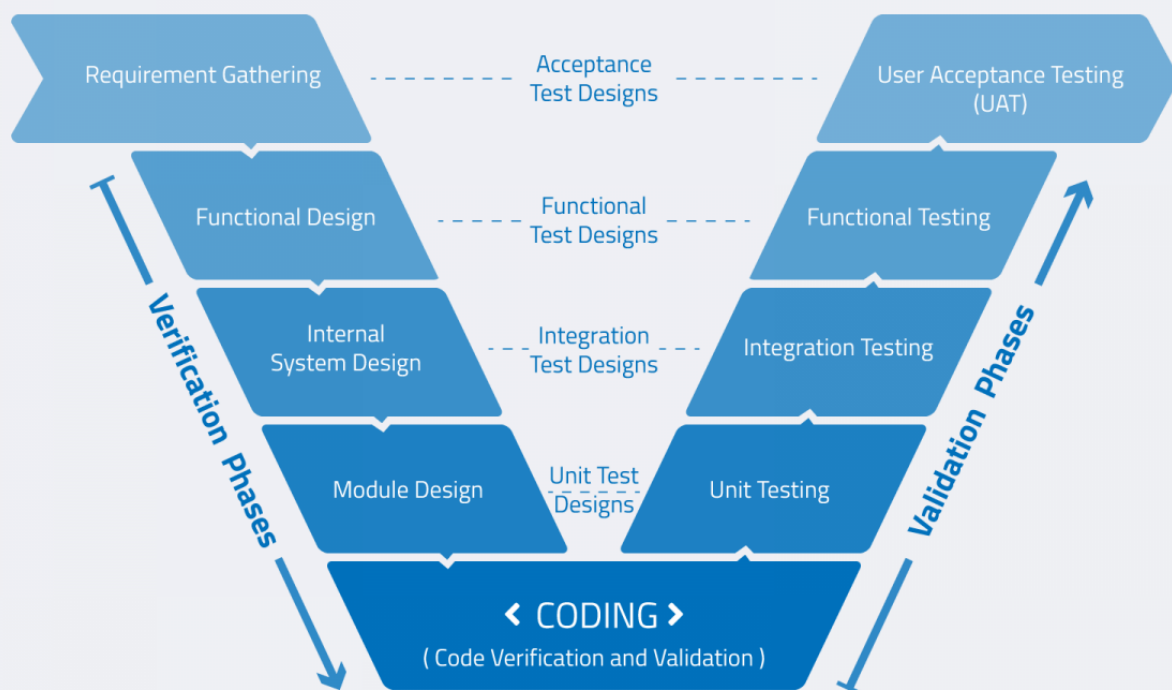 Requirement Gathering
Acceptance
Test Designs
User Acceptance Testing
(UAT)
Functional Design
Functional
Test Designs
Functional Testing
Internal
System Design
Integration
Test Designs
Integration Testing
Module Design
Unit Test
Designs
Unit Testing
Verification Phases
Validation Phases
< CODING >
( Code Verification and Validation )